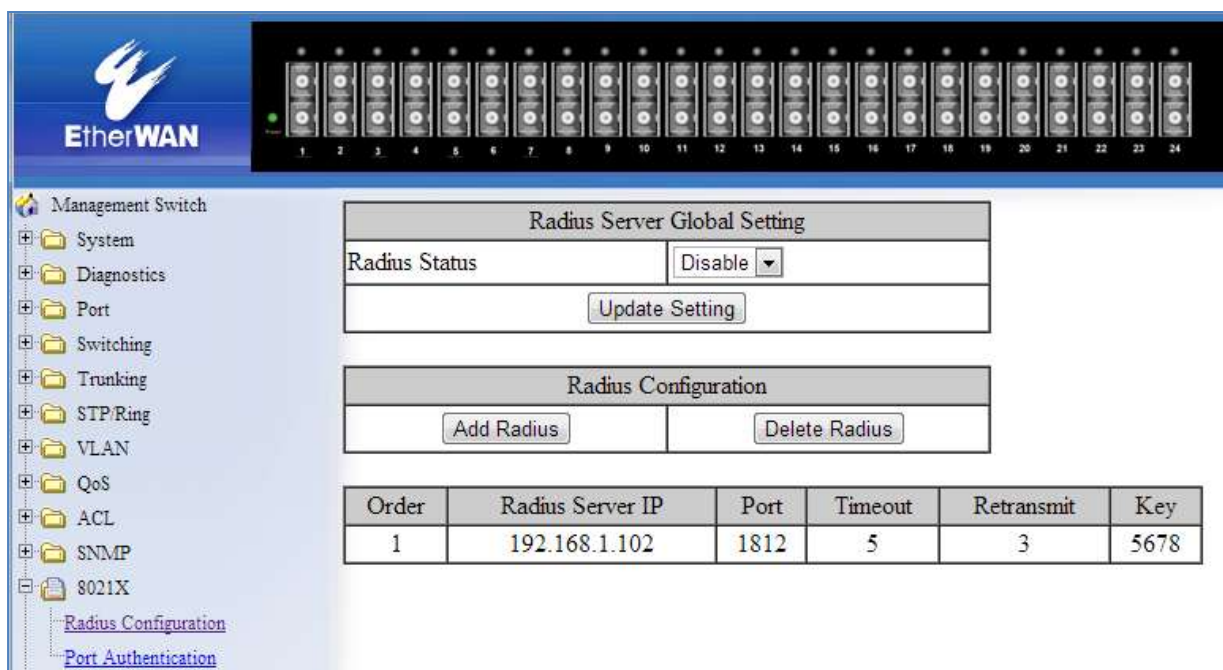 EtherWAN
Power
1 2 3 4 5 6 7 8 9 10 11 12 13 14 15 16 17 18 19 20 21 22 23 24
Management Switch
System
Diagnostics
Port
Switching
Trunking
STP/Ring
VLAN
QoS
ACL
SNMP
8021X
Radius Configuration
Port Authentication
Radius Server Global Setting
Radius Status Disable
Update Setting
Radius Configuration
Add Radius Delete Radius
Order Radius Server IP Port Timeout Retransmit Key
1 192.168.1.102 1812 5 3 5678